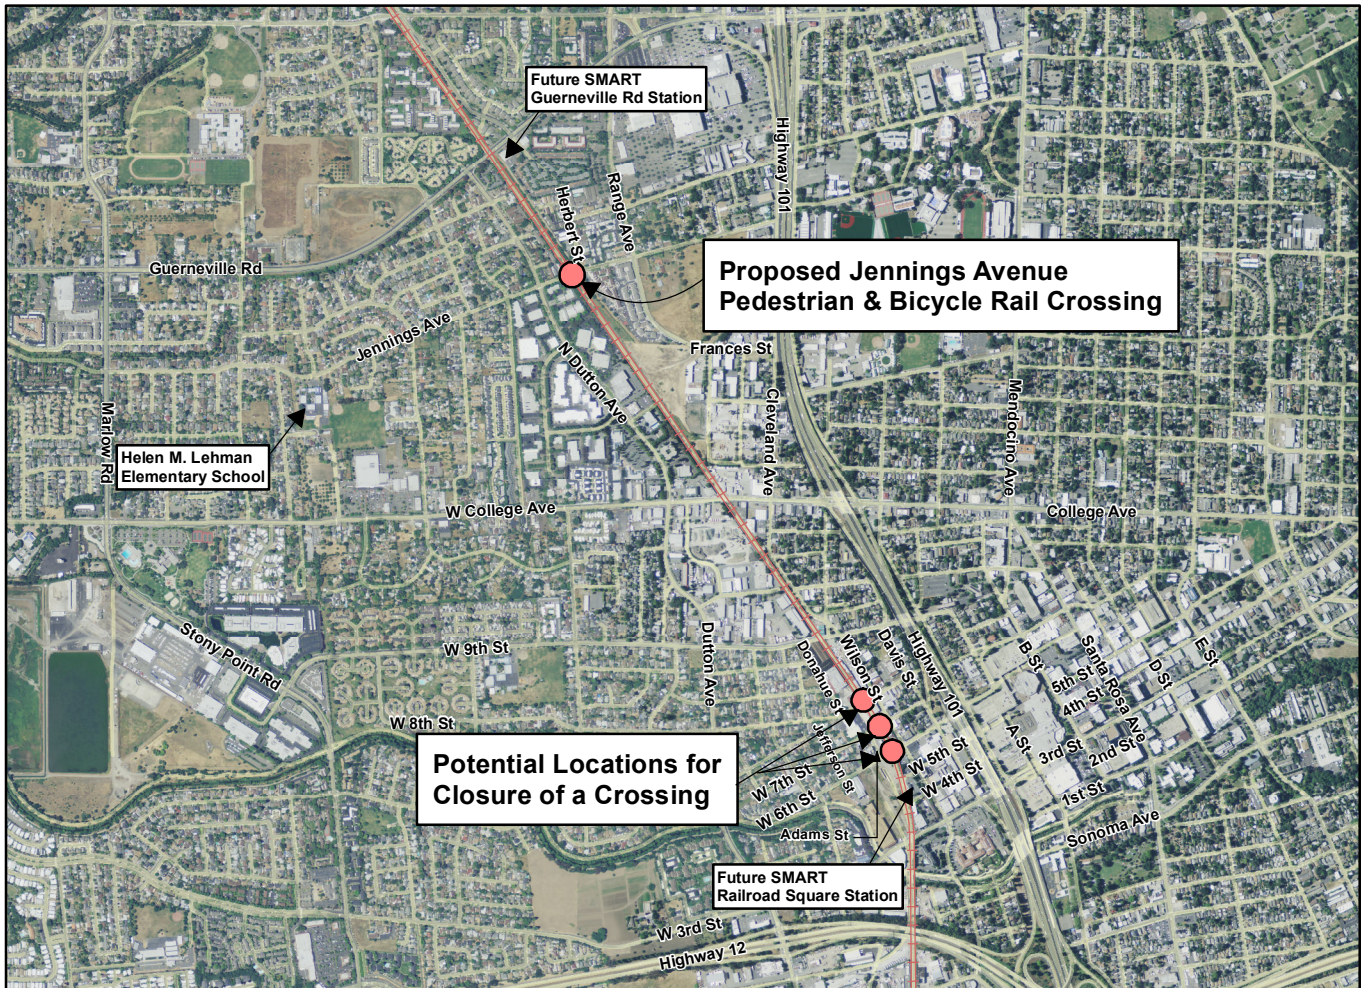 Future SMART
Guerneville Rd Station
Highway 101
Range Ave
Herbert St
Guerneville Rd
Proposed Jennings Avenue
Pedestrian & Bicycle Rail Crossing
Jennings Ave
Frances St
N Dutton Ave
Cleveland Ave
Mendocino Ave
Marlow Rd
Helen M. Lehman
Elementary School
W College Ave
College Ave
Stony Point Rd
W 9th St
Dutton Ave
Donahue St
Wilson St
Davis St
Highway 101
B St
Santa Rosa Ave
D St
E St
5th St
4th St
W 8th St
Jefferson St
A St
3rd St
2nd St
1st St
Potential Locations for
Closure of a Crossing
W 7th St
W 6th St
W 5th St
W 4th St
Adams St
Sonoma Ave
Future SMART
Railroad Square Station
W 3rd St
Highway 12